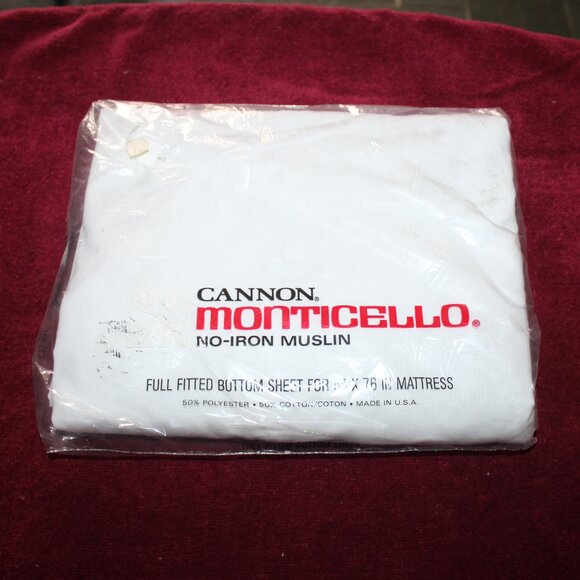 CANNON®
MONTICELLO®
NO-IRON MUSLIN
FULL FITTED BOTTOM SHEET FOR 54 X 76 IN MATTRESS
50% POLYESTER • 50% COTTON/COTON • MADE IN U.S.A.